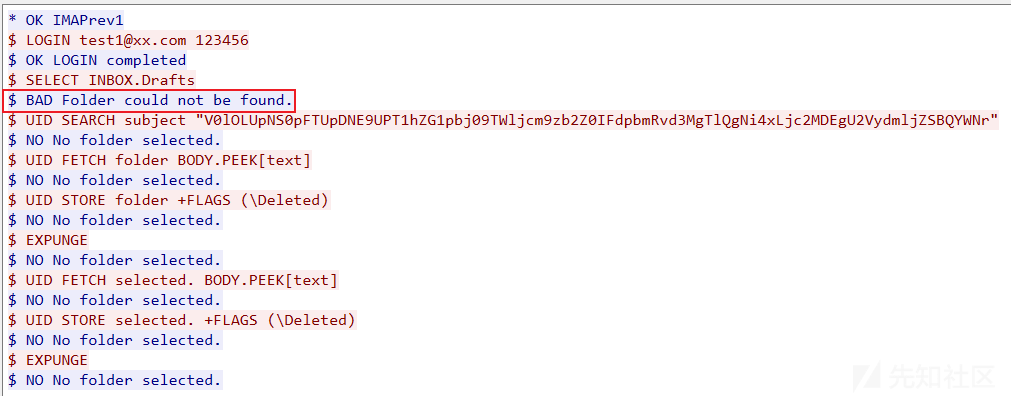 * OK IMAPrev1
$ LOGIN test1@xx.com 123456
$ OK LOGIN completed
$ SELECT INBOX.Drafts
$ BAD Folder could not be found.
$ UID SEARCH subject "V0lOLUpNS0pFTUpDNE9UPT1hZG1pbj09TWljcm9zb2Z0IFdpbmRvd3MgTlQgNi4xLjc2MDEgU2VydmljZSBQYWNr"
$ NO No folder selected.
$ UID FETCH folder BODY.PEEK[text]
$ NO No folder selected.
$ UID STORE folder +FLAGS (\Deleted)
$ NO No folder selected.
$ EXPUNGE
$ NO No folder selected.
$ UID FETCH selected. BODY.PEEK[text]
$ NO No folder selected.
$ UID STORE selected. +FLAGS (\Deleted)
$ NO No folder selected.
$ EXPUNGE
$ NO No folder selected.
先知社区